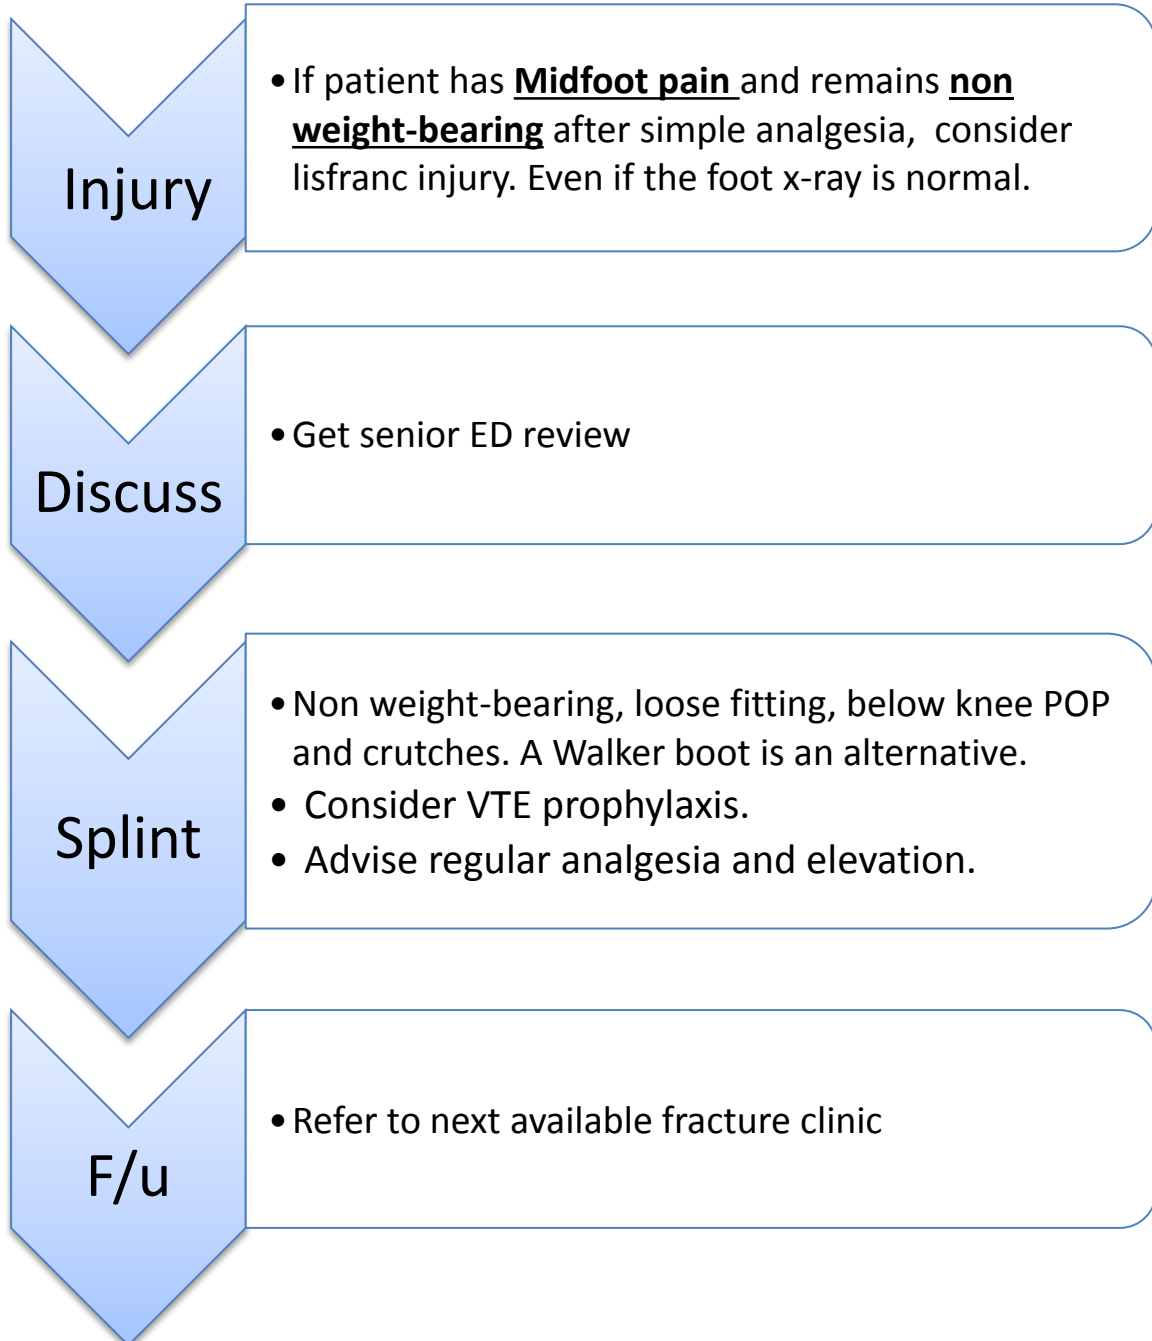 Injury
•If patient has Midfoot pain and remains non
weight-bearing after simple analgesia, consider
lisfranc injury. Even if the foot x-ray is normal.
Discuss
•Get senior ED review
Splint
•Non weight-bearing, loose fitting, below knee POP
and crutches. A Walker boot is an alternative.
• Consider VTE prophylaxis.
• Advise regular analgesia and elevation.
F/u
•Refer to next available fracture clinic